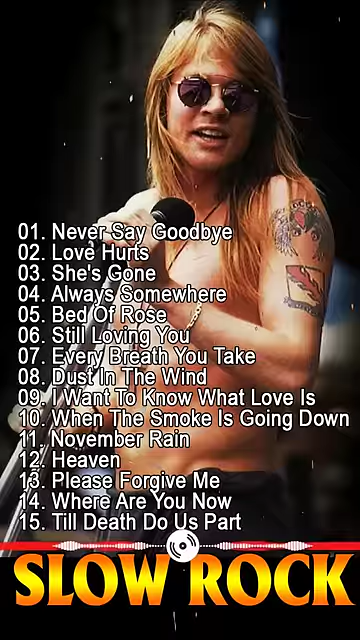 01. Never Say Goodbye
02. Love Hurts
03. She's Gone
04. Always Somewhere
05. Bed Of Rose
06. Still Loving You
07. Every Breath You Take
08. Dust In The Wind
09. I Want To Know What Love Is
10. When The Smoke Is Going Down
11. November Rain
12. Heaven
13. Please Forgive Me
14. Where Are You Now
15. Till Death Do Us Part
SLOW ROCK